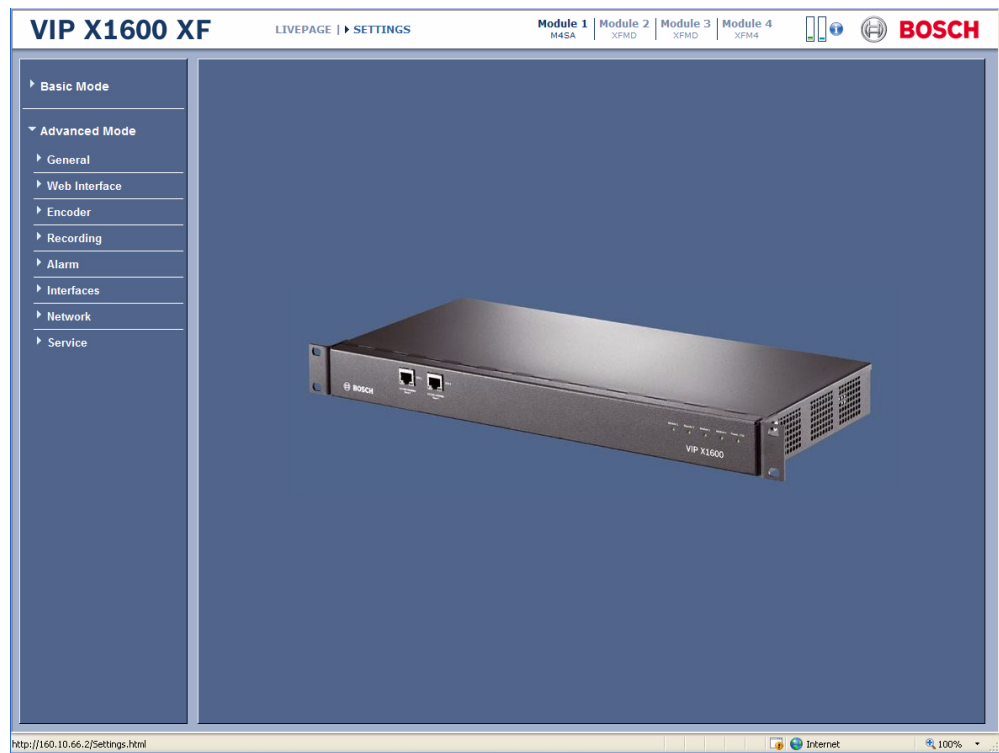 VIP X1600 XF
LIVEPAGE | SETTINGS
Module 1 | Module 2 | Module 3 | Module 4
M4SA XFMD XFMD XFM4
BOSCH
Basic Mode
Advanced Mode
General
Web Interface
Encoder
Recording
Alarm
Interfaces
Network
Service
BOSCH
VIP X1600
http://160.10.66.2/Settings.html
Internet
100%